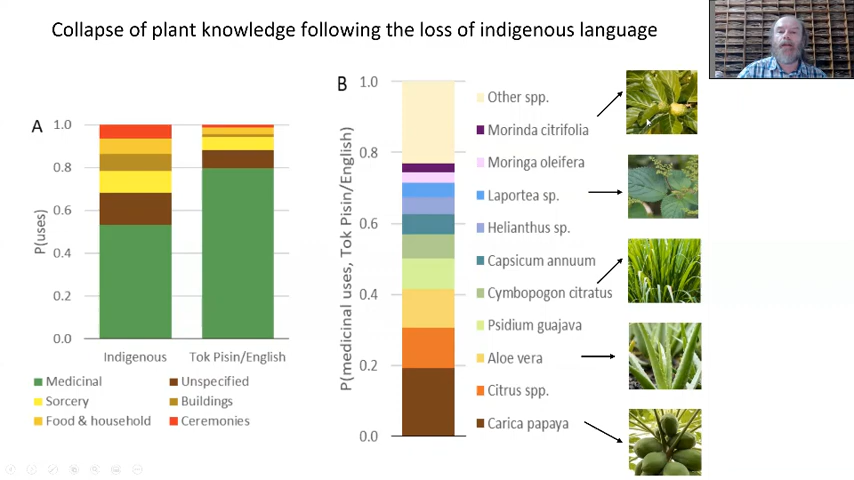 Collapse of plant knowledge following the loss of indigenous language
A
1.0
0.8
0.6
0.4
0.2
0.0
P(uses)
Indigenous
Tok Pisin/English
Medicinal
Unspecified
Sorcery
Buildings
Food & household
Ceremonies
B
1.0
0.8
0.6
0.4
0.2
0.0
P(medicinal uses, Tok Pisin/English)
Other spp.
Morinda citrifolia
Moringa oleifera
Laportea sp.
Helianthus sp.
Capsicum annuum
Cymbopogon citratus
Psidium guajava
Aloe vera
Citrus spp.
Carica papaya